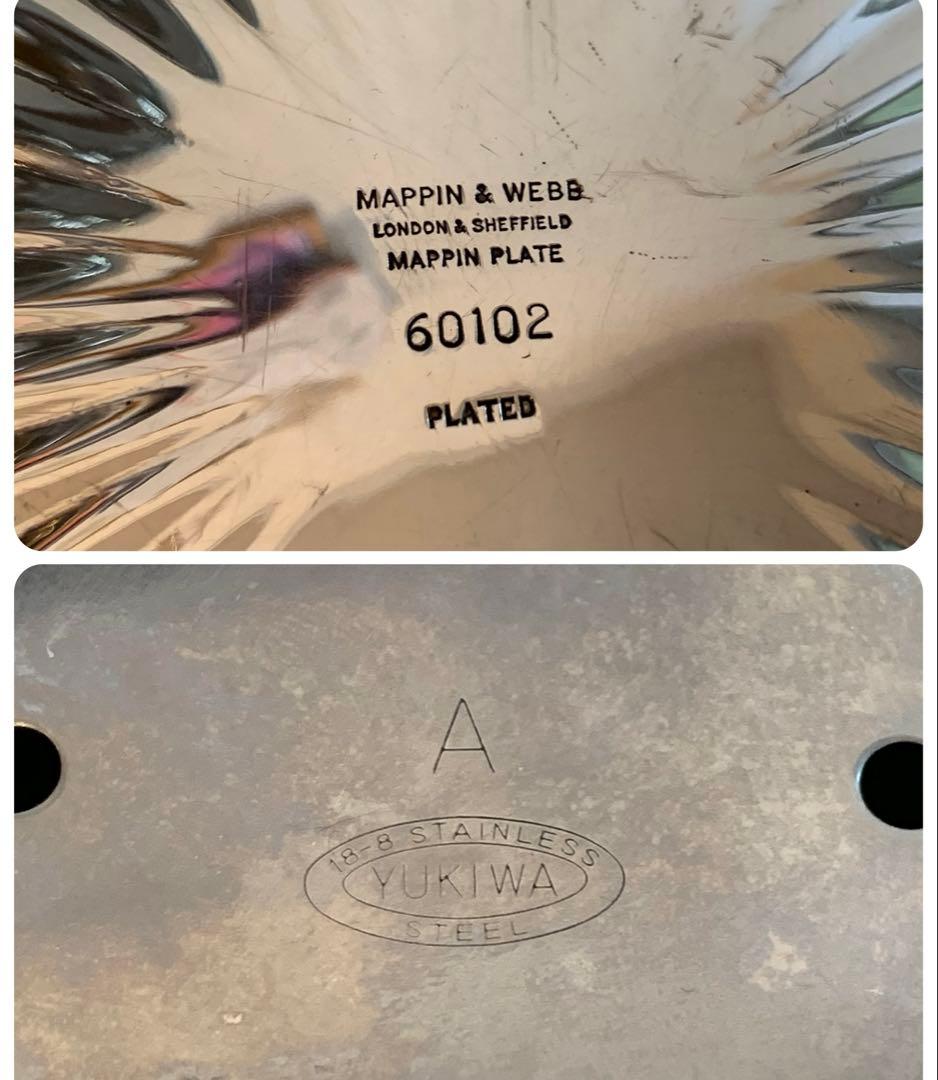 MAPPIN & WEBB
LONDON & SHEFFIELD
MAPPIN PLATE
60102
PLATED
A
18-8 STAINLESS
YUKIWA
STEEL